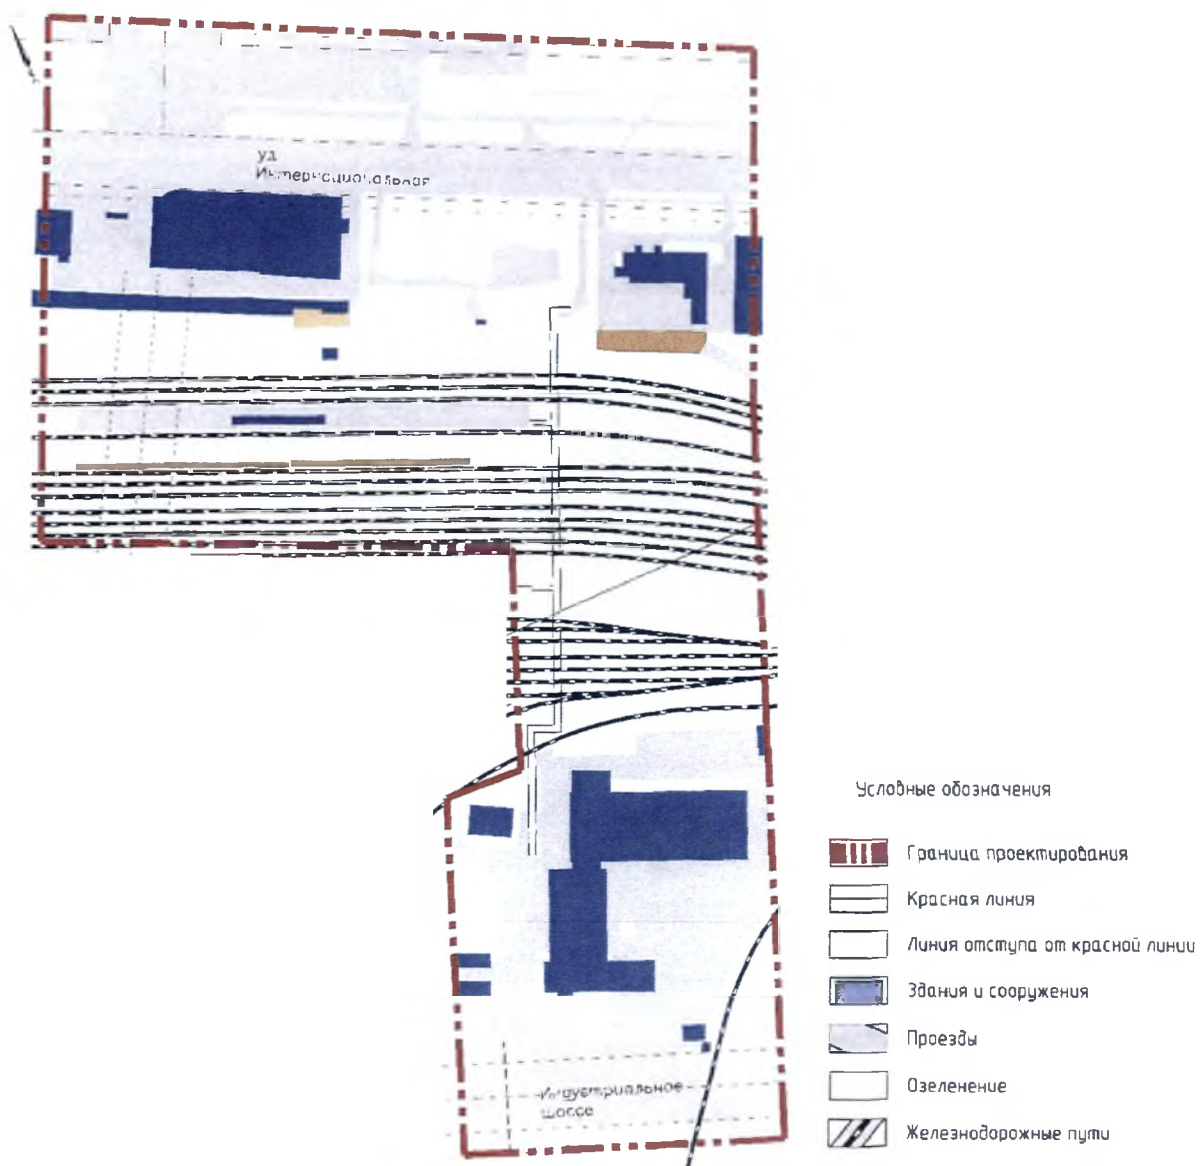 ул
Интернациональная
Условные обозначения
Граница проектирования
Красная линия
Линия отступа от красной линии
Здания и сооружения
Проезды
Озеленение
Железнодорожные пути
Индустриальное
шоссе